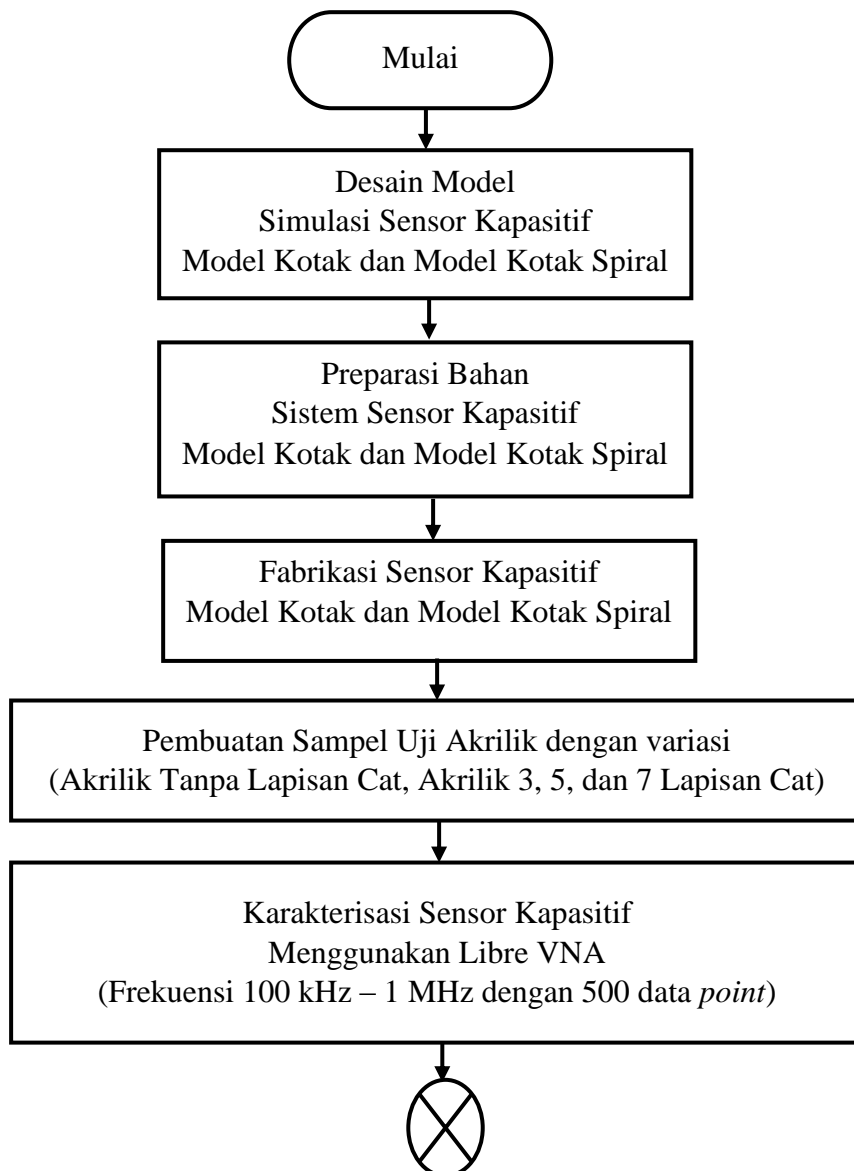 Mulai
Desain Model
Simulasi Sensor Kapasitif
Model Kotak dan Model Kotak Spiral
Preparasi Bahan
Sistem Sensor Kapasitif
Model Kotak dan Model Kotak Spiral
Fabrikasi Sensor Kapasitif
Model Kotak dan Model Kotak Spiral
Pembuatan Sampel Uji Akrilik dengan variasi
(Akrilik Tanpa Lapisan Cat, Akrilik 3, 5, dan 7 Lapisan Cat)
Karakterisasi Sensor Kapasitif
Menggunakan Libre VNA
(Frekuensi 100 kHz – 1 MHz dengan 500 data point)